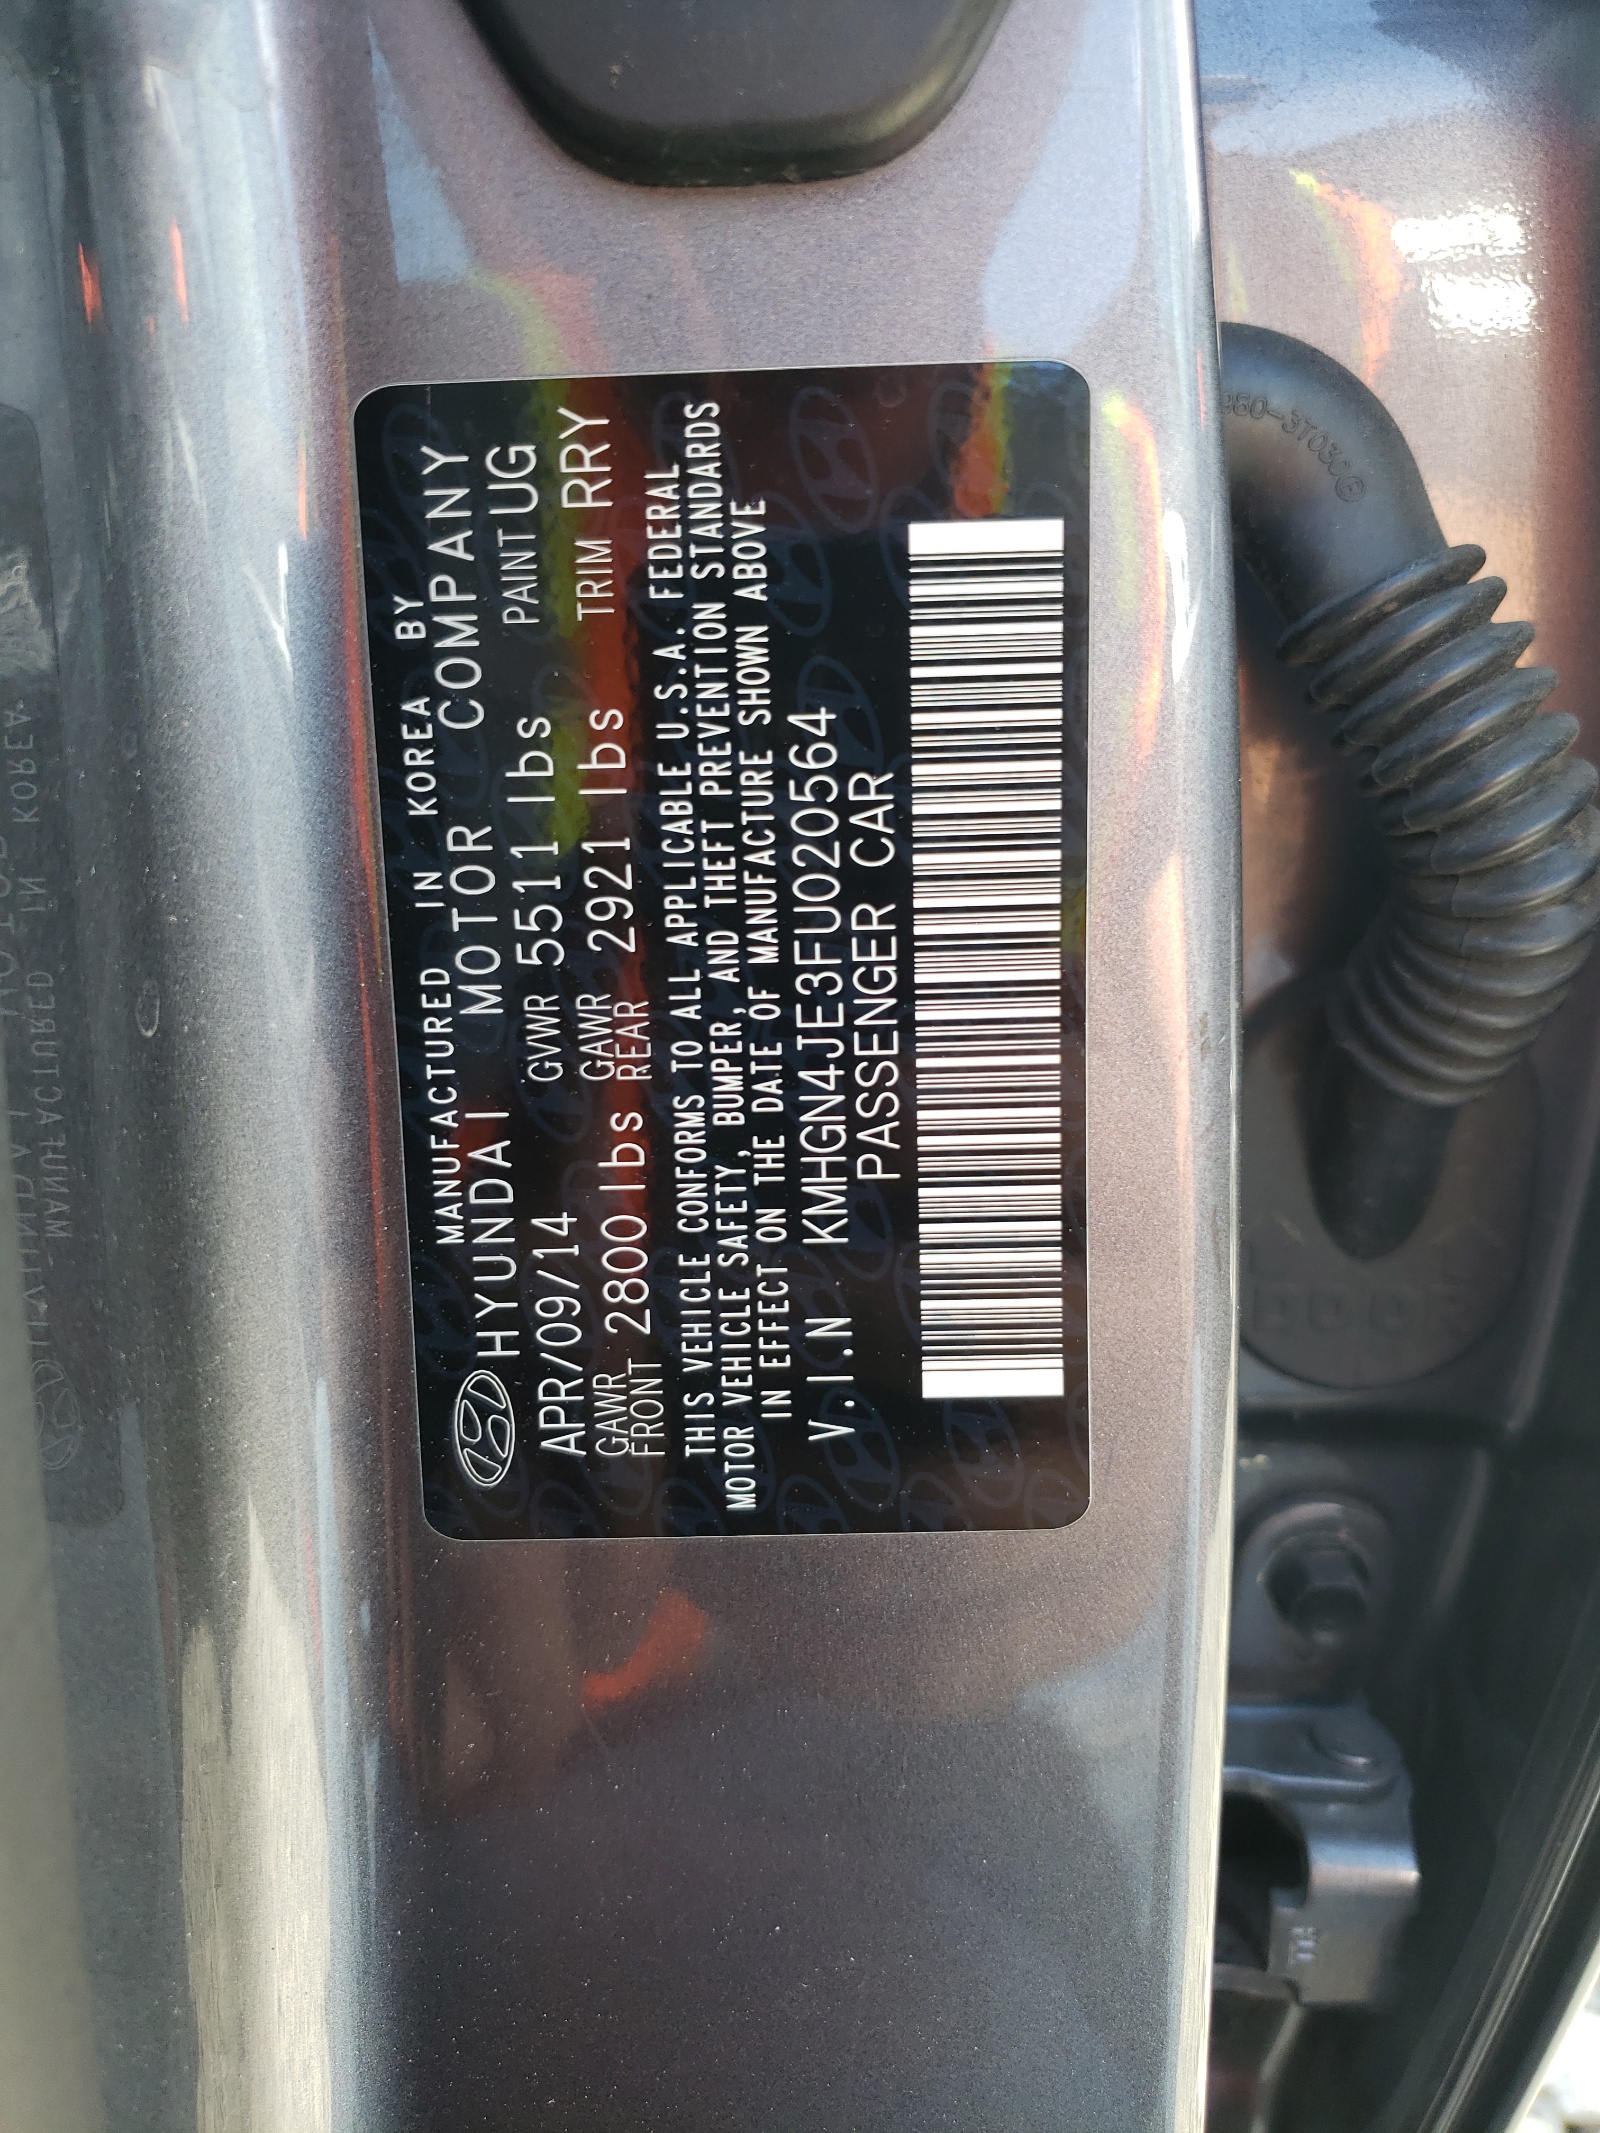 MANUFACTURED IN KOREA BY
HYUNDAI MOTOR COMPANY
APR/09/14 GVWR 5511 lbs PAINT UG
GAWR FRONT 2800 lbs GAWR REAR 2921 lbs TRIM RRY
THIS VEHICLE CONFORMS TO ALL APPLICABLE U.S.A. FEDERAL
MOTOR VEHICLE SAFETY, BUMPER, AND THEFT PREVENTION STANDARDS
IN EFFECT ON THE DATE OF MANUFACTURE SHOWN ABOVE
V.I.N KMHGN4JE3FU020564
PASSENGER CAR